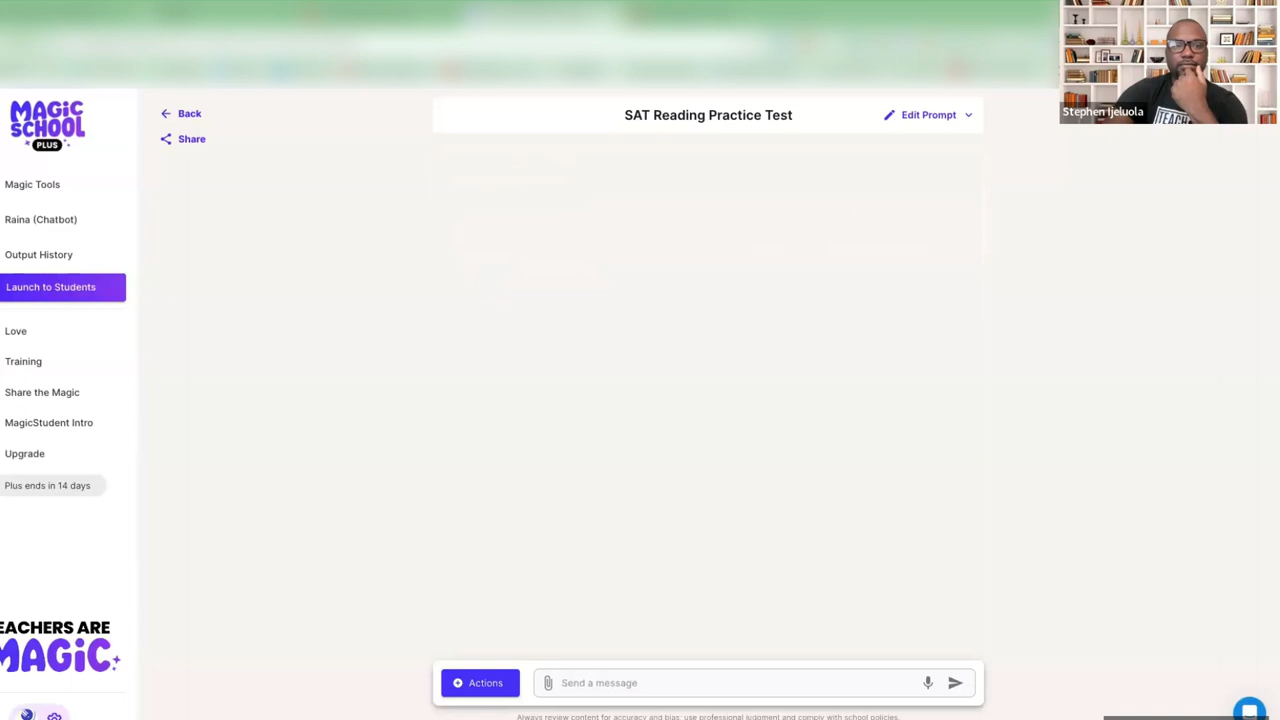 MAGIC
SCHOOL
PLUS
Back
Share
SAT Reading Practice Test
Edit Prompt
Stephen Ijeluola
TEACH
Magic Tools
Raina (Chatbot)
Output History
Launch to Students
Love
Training
Share the Magic
MagicStudent Intro
Upgrade
Plus ends in 14 days
EACHERS ARE
MAGiC
Actions
Send a message
Always review content for accuracy and bias; use professional judgment and comply with school policies.